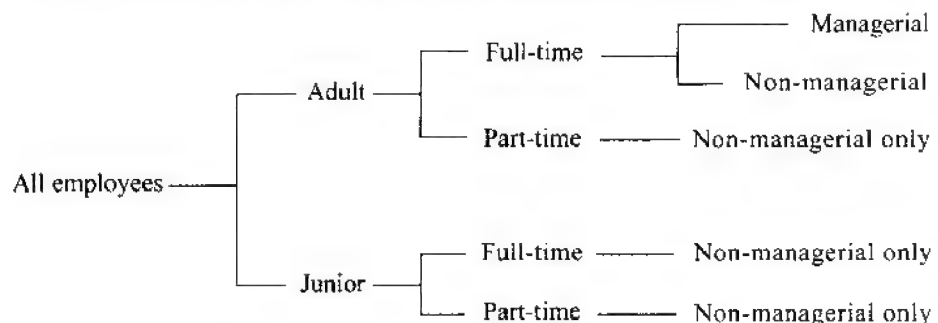 Managerial
Full-time
Non-managerial
Adult
Part-time
Non-managerial only
All employees
Full-time
Non-managerial only
Junior
Part-time
Non-managerial only